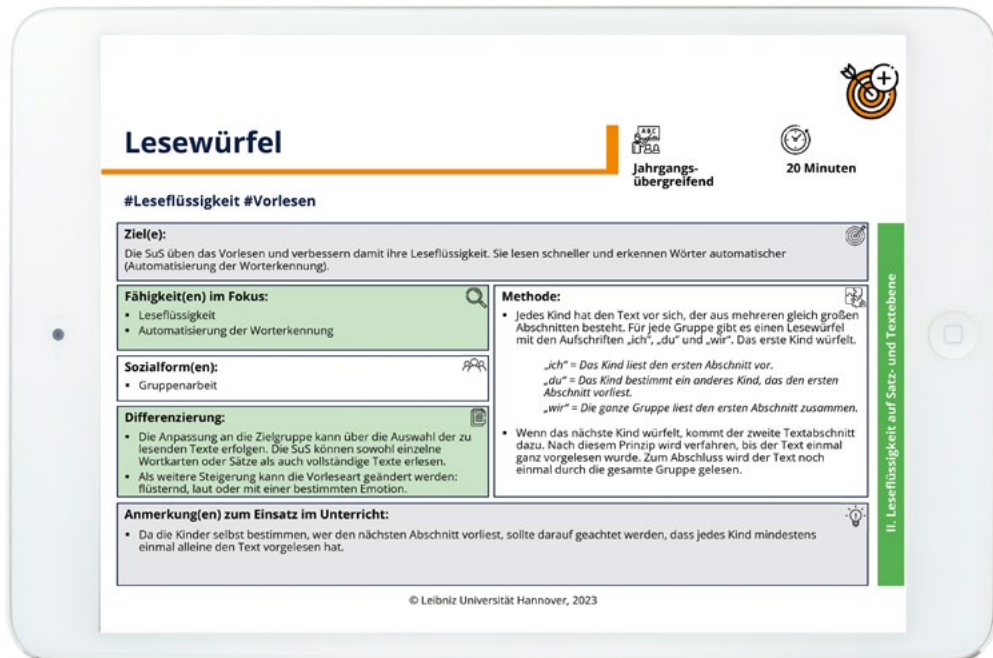 Lesewürfel
ABC
Jahrgangs-
übergreifend
20 Minuten
#Leseflüssigkeit #Vorlesen
Ziel(e):
Die SuS üben das Vorlesen und verbessern damit ihre Leseflüssigkeit. Sie lesen schneller und erkennen Wörter automatischer
(Automatisierung der Worterkennung).
Fähigkeit(en) im Fokus:
▪ Leseflüssigkeit
▪ Automatisierung der Worterkennung
Sozialform(en):
▪ Gruppenarbeit
Differenzierung:
▪ Die Anpassung an die Zielgruppe kann über die Auswahl der zu
lesenden Texte erfolgen. Die SuS können sowohl einzelne
Wortkarten oder Sätze als auch vollständige Texte erlesen.
▪ Als weitere Steigerung kann die Vorleseart geändert werden:
flüsternd, laut oder mit einer bestimmten Emotion.
Methode:
▪ Jedes Kind hat den Text vor sich, der aus mehreren gleich großen
Abschnitten besteht. Für jede Gruppe gibt es einen Lesewürfel
mit den Aufschriften „ich“, „du“ und „wir“. Das erste Kind würfelt.
„ich“ = Das Kind liest den ersten Abschnitt vor.
„du“ = Das Kind bestimmt ein anderes Kind, das den ersten
Abschnitt vorliest.
„wir“ = Die ganze Gruppe liest den ersten Abschnitt zusammen.
▪ Wenn das nächste Kind würfelt, kommt der zweite Textabschnitt
dazu. Nach diesem Prinzip wird verfahren, bis der Text einmal
ganz vorgelesen wurde. Zum Abschluss wird der Text noch
einmal durch die gesamte Gruppe gelesen.
Anmerkung(en) zum Einsatz im Unterricht:
▪ Da die Kinder selbst bestimmen, wer den nächsten Abschnitt vorliest, sollte darauf geachtet werden, dass jedes Kind mindestens
einmal alleine den Text vorgelesen hat.
II. Leseflüssigkeit auf Satz- und Textebene
© Leibniz Universität Hannover, 2023